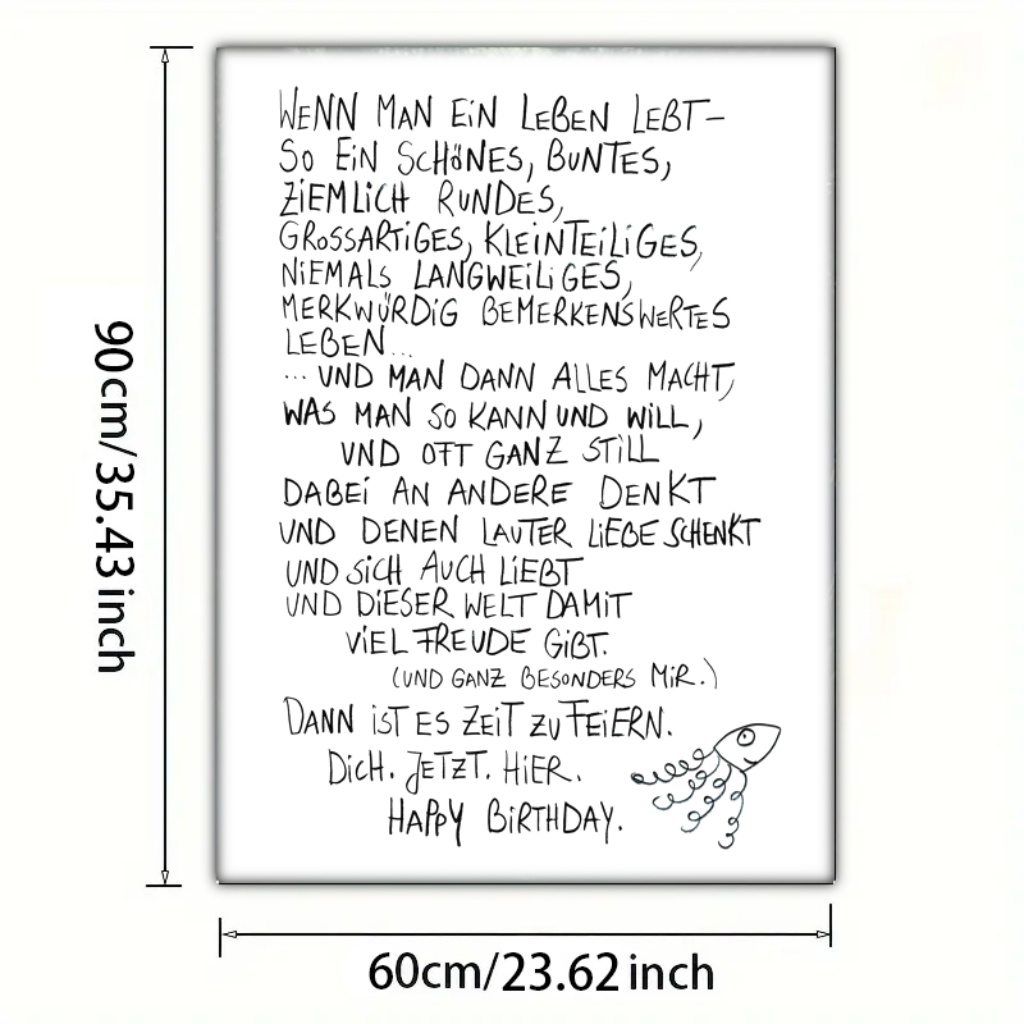 WENN MAN EIN LEBEN LEBT–
SO EIN SCHÖNES, BUNTES,
ZIEMLICH RUNDES,
GROSSARTIGES, KLEINTEILIGES,
NIEMALS LANGWEILIGES,
MERKWÜRDIG BEMERKENSWERTES
LEBEN...
...UND MAN DANN ALLES MACHT,
WAS MAN SO KANN UND WILL,
UND OFT GANZ STILL
DABEI AN ANDERE DENKT
UND DENEN LAUTER LIEBE SCHENKT
UND SICH AUCH LIEBT
UND DIESER WELT DAMIT
VIEL FREUDE GIBT.
(UND GANZ BESONDERS MIR.)
DANN IST ES ZEIT ZU FEIERN.
DICH. JETZT. HIER.
HAPPY BIRTHDAY.
90cm/35.43 inch
60cm/23.62 inch